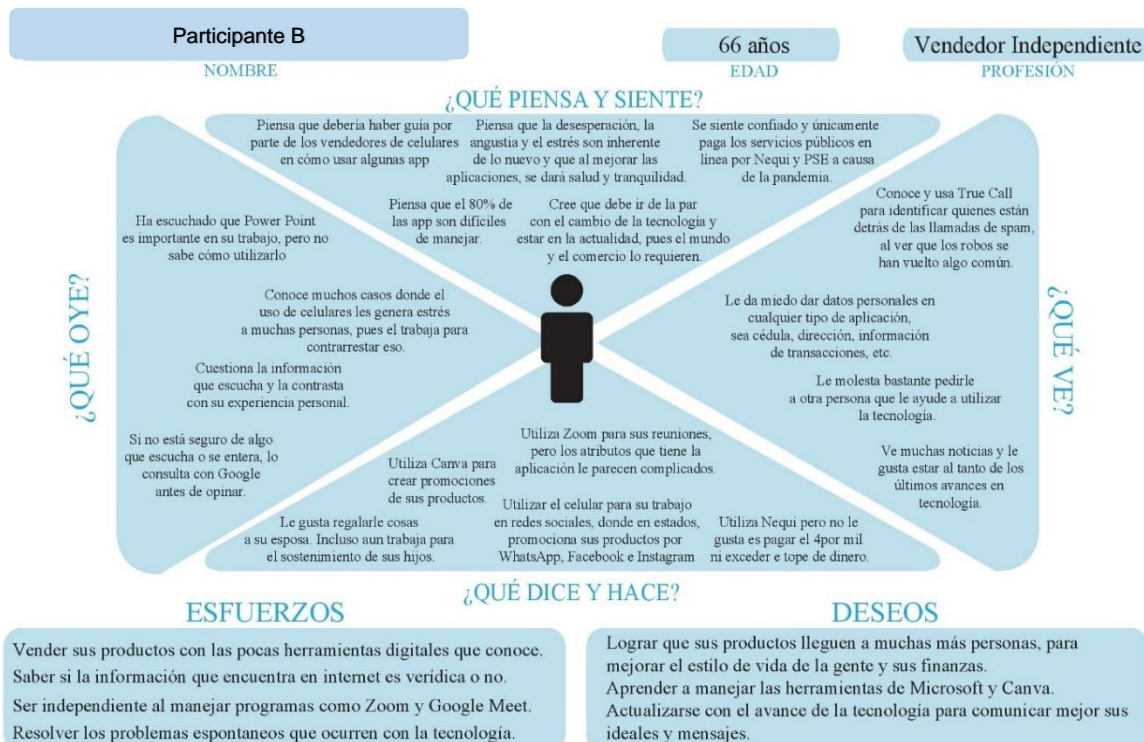 Participante B
NOMBRE
66 años
EDAD
Vendedor Independiente
PROFESIÓN
¿QUÉ PIENSA Y SIENTE?
Piensa que debería haber guía por
parte de los vendedores de celulares
en cómo usar algunas app
Piensa que la desesperación, la
angustia y el estrés son inherente
de lo nuevo y que al mejorar las
aplicaciones, se dará salud y tranquilidad.
Se siente confiado y únicamente
paga los servicios públicos en
línea por Nequi y PSE a causa
de la pandemia.
Piensa que el 80% de
las app son difíciles
de manejar.
Cree que debe ir de la par
con el cambio de la tecnología y
estar en la actualidad, pues el mundo
y el comercio lo requieren.
¿QUÉ OYE?
Ha escuchado que Power Point
es importante en su trabajo, pero no
sabe cómo utilizarlo
Conoce muchos casos donde el
uso de celulares les genera estrés
a muchas personas, pues el trabaja para
contrarrestar eso.
Cuestiona la información
que escucha y la contrasta
con su experiencia personal.
Si no está seguro de algo
que escucha o se entera, lo
consulta con Google
antes de opinar.
¿QUÉ VE?
Conoce y usa True Call
para identificar quienes están
detrás de las llamadas de spam,
al ver que los robos se
han vuelto algo común.
Le da miedo dar datos personales en
cualquier tipo de aplicación,
sea cédula, dirección, información
de transacciones, etc.
Le molesta bastante pedirle
a otra persona que le ayude a utilizar
la tecnología.
Ve muchas noticias y le
gusta estar al tanto de los
últimos avances en
tecnología.
Utiliza Zoom para sus reuniones,
pero los atributos que tiene la
aplicación le parecen complicados.
Utiliza Canva para
crear promociones
de sus productos.
Le gusta regalarle cosas
a su esposa. Incluso aun trabaja para
el sostenimiento de sus hijos.
Utilizar el celular para su trabajo
en redes sociales, donde en estados,
promociona sus productos por
WhatsApp, Facebook e Instagram
Utiliza Nequi pero no le
gusta es pagar el 4por mil
ni exceder e tope de dinero.
¿QUÉ DICE Y HACE?
ESFUERZOS
Vender sus productos con las pocas herramientas digitales que conoce.
Saber si la información que encuentra en internet es verídica o no.
Ser independiente al manejar programas como Zoom y Google Meet.
Resolver los problemas espontaneos que ocurren con la tecnología.
DESEOS
Lograr que sus productos lleguen a muchas más personas, para
mejorar el estilo de vida de la gente y sus finanzas.
Aprender a manejar las herramientas de Microsoft y Canva.
Actualizarse con el avance de la tecnología para comunicar mejor sus
ideales y mensajes.